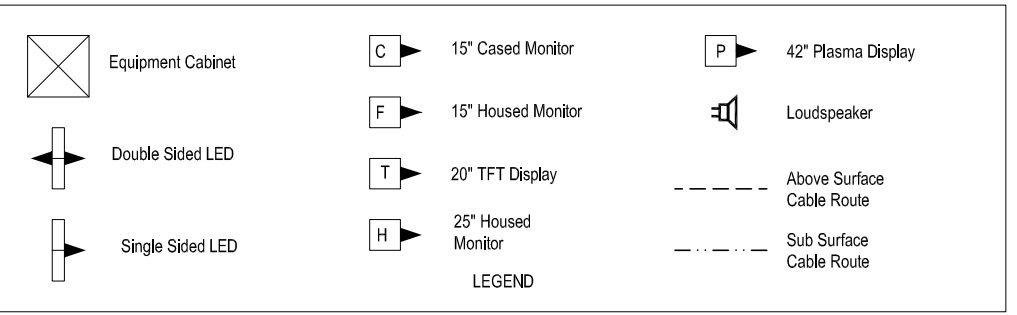 Equipment Cabinet
Double Sided LED
Single Sided LED
C 15" Cased Monitor
F 15" Housed Monitor
T 20" TFT Display
H 25" Housed
Monitor
P 42" Plasma Display
Loudspeaker
Above Surface
Cable Route
Sub Surface
Cable Route
LEGEND